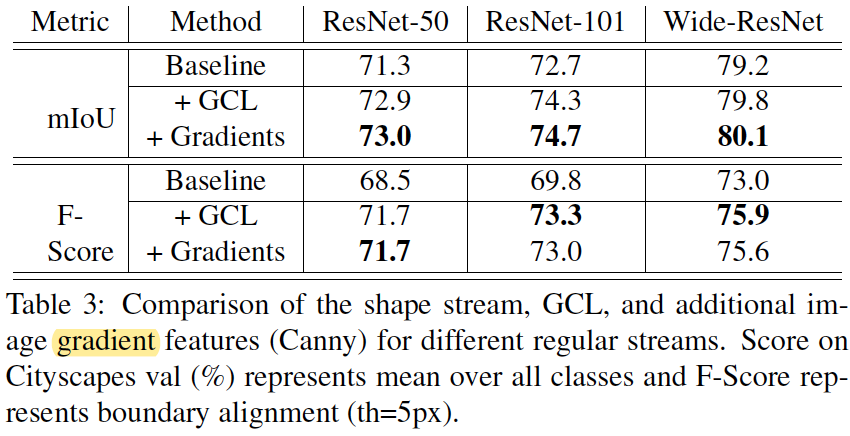 Metric Method ResNet-50 ResNet-101 Wide-ResNet
mIoU
Baseline 71.3 72.7 79.2
+ GCL 72.9 74.3 79.8
+ Gradients 73.0 74.7 80.1
F-
Score
Baseline 68.5 69.8 73.0
+ GCL 71.7 73.3 75.9
+ Gradients 71.7 73.0 75.6
Table 3: Comparison of the shape stream, GCL, and additional im-
age gradient features (Canny) for different regular streams. Score on
Cityscapes val (%) represents mean over all classes and F-Score rep-
resents boundary alignment (th=5px).